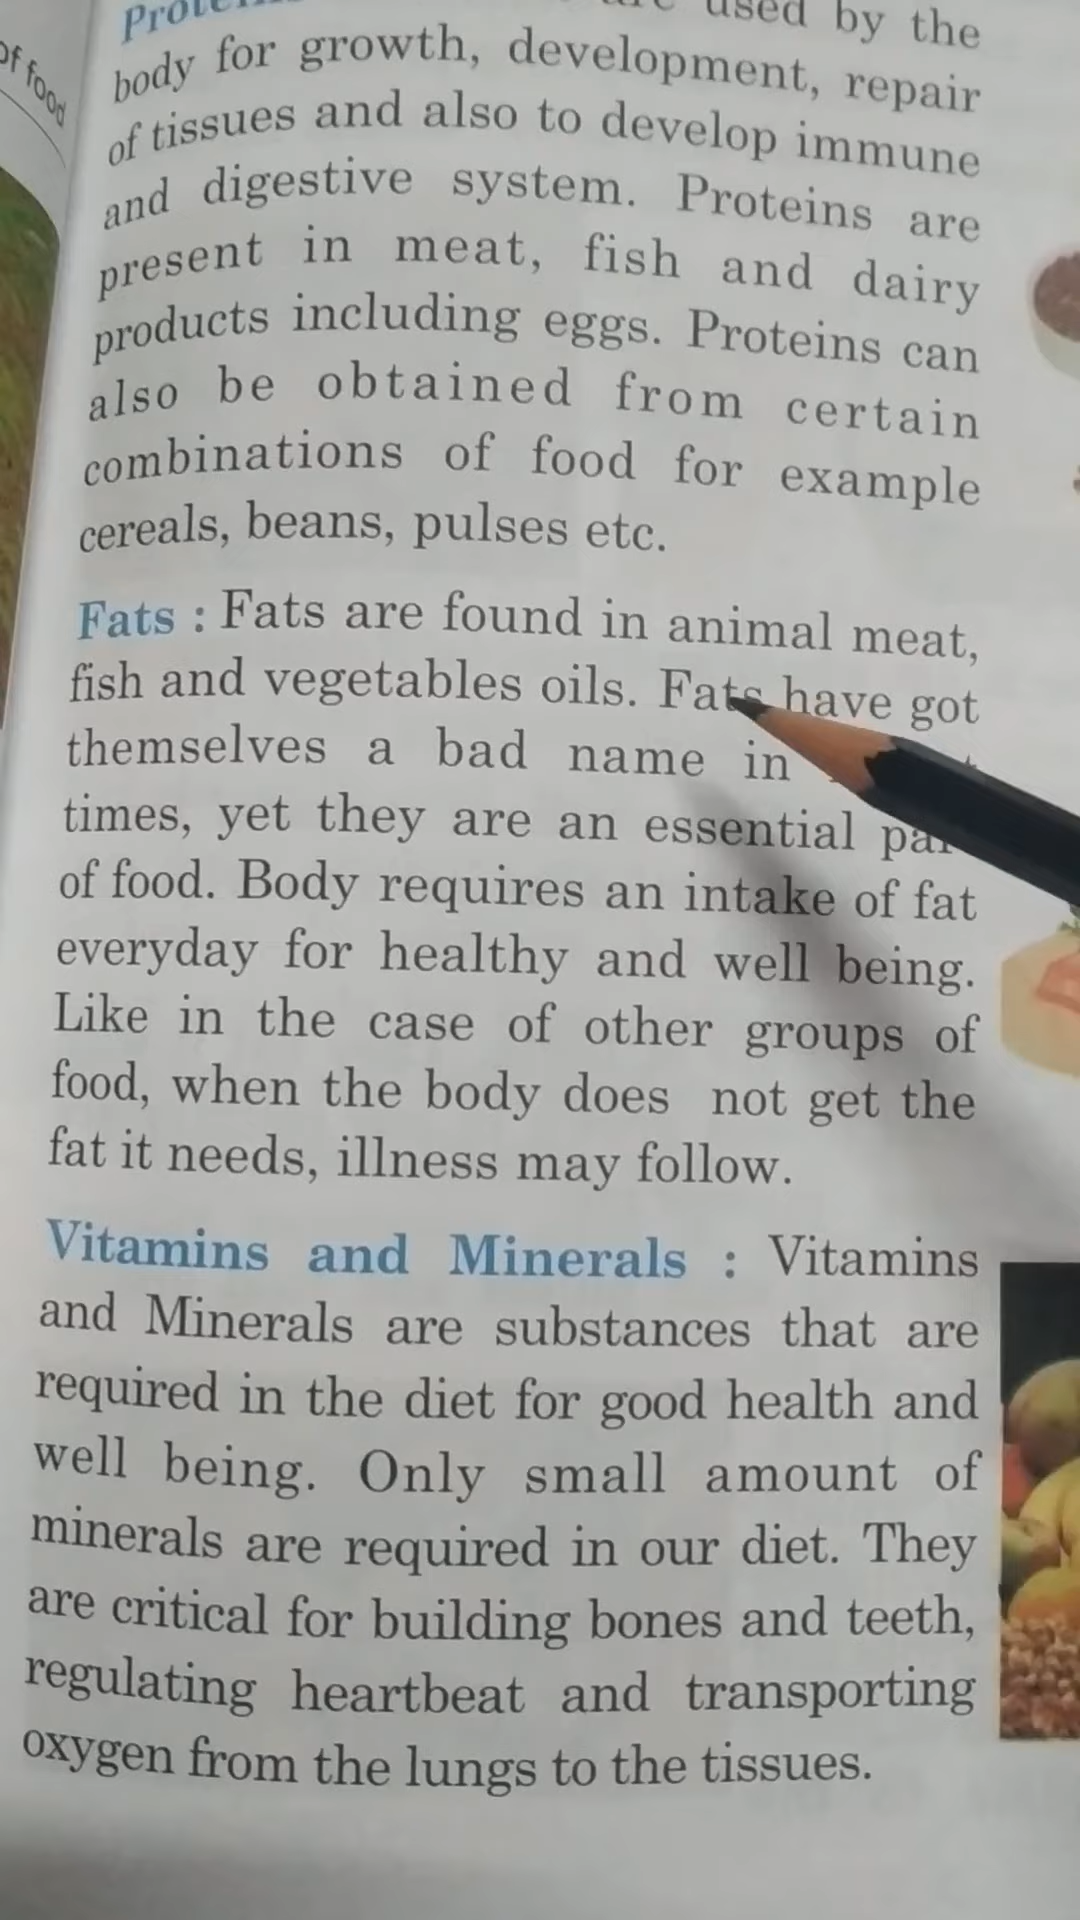 of food
used by the
body for growth, development, repair
of tissues and also to develop immune
and digestive system. Proteins are
present in meat, fish and dairy
products including eggs. Proteins can
also be obtained from certain
combinations of food for example
cereals, beans, pulses etc.
Fats : Fats are found in animal meat,
fish and vegetables oils. Fats have got
themselves a bad name in
times, yet they are an essential
of food. Body requires an intake of fat
everyday for healthy and well being.
Like in the case of other groups of
food, when the body does not get the
fat it needs, illness may follow.
Vitamins and Minerals : Vitamins
and Minerals are substances that are
required in the diet for good health and
well being. Only small amount of
minerals are required in our diet. They
are critical for building bones and teeth,
regulating heartbeat and transporting
oxygen from the lungs to the tissues.